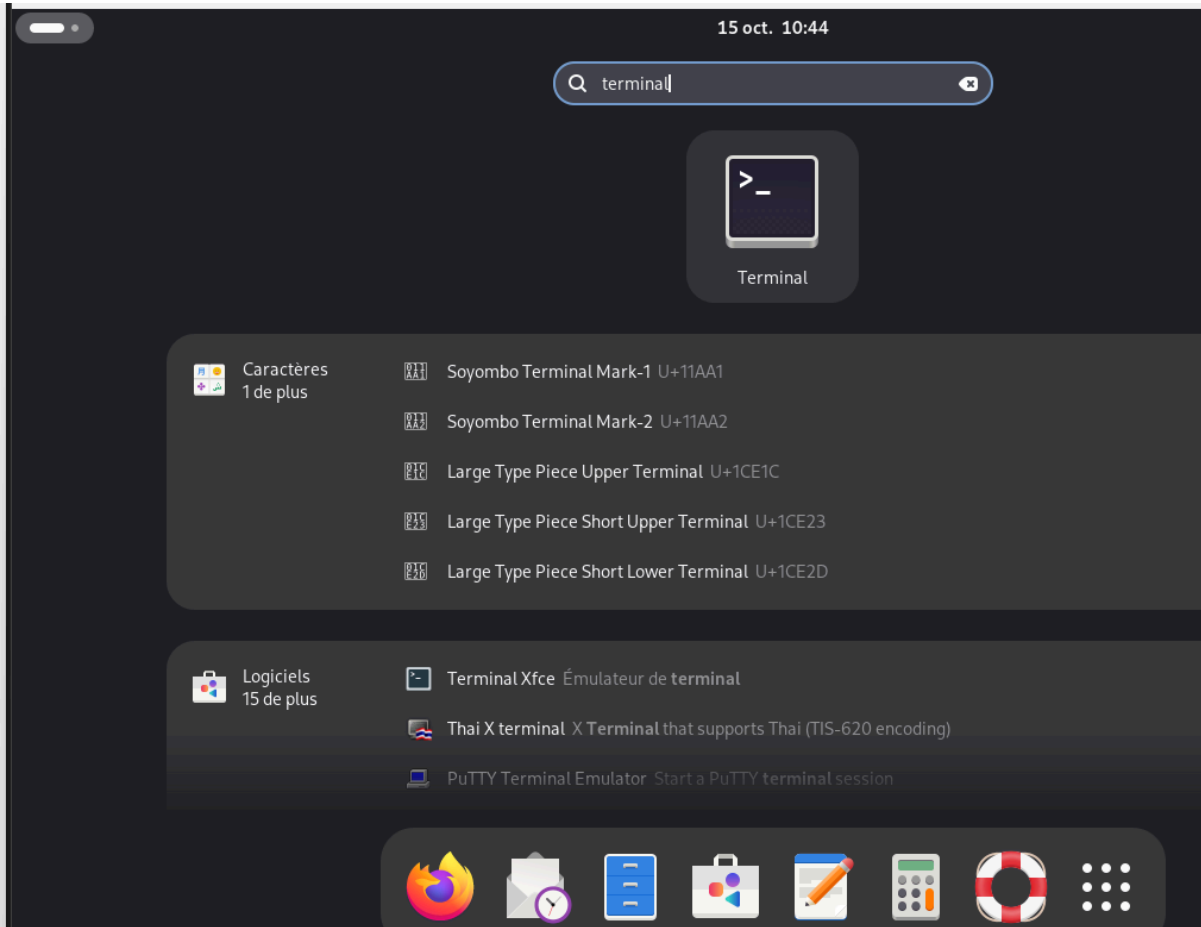 15 oct. 10:44
terminal
Terminal
Caractères
1 de plus
Soyombo Terminal Mark-1 U+11AA1
Soyombo Terminal Mark-2 U+11AA2
Large Type Piece Upper Terminal U+1CE1C
Large Type Piece Short Upper Terminal U+1CE23
Large Type Piece Short Lower Terminal U+1CE2D
Logiciels
15 de plus
Terminal Xfce Émulateur de terminal
Thai X terminal X Terminal that supports Thai (TIS-620 encoding)
PuTTY Terminal Emulator Start a PuTTY terminal session